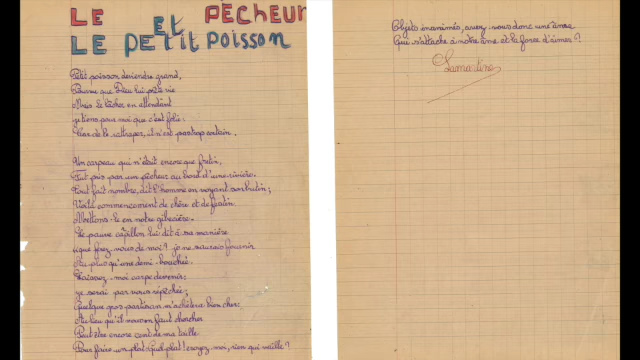 LE PÊCHEUR
et
LE PETIT POISSON
Petit poisson deviendra grand,
Pourvu que Dieu lui prête vie
Mais le lâcher en attendant
je tiens pour moi que c'est folie:
Car de le rattraper, il n'est pas trop certain.
Un carpeau qui n'était encore que fretin,
Fut pris par un pêcheur au bord d'une rivière.
Tout fait nombre, dit l'homme en voyant son butin;
Voilà commencement de chère et de festin
Mettons-le en notre gibecière.
Le pauvre carpillon lui dit à sa manière
que ferez vous de moi? je ne saurais fournir
Au plus qu'une demi-bouchée.
Laissez-moi carpe devenir:
je serai par vous repêchée;
Quelque gros partisan m'achètera bien cher:
Au lieu qu'il vous en faut chercher
Peut être encore cent de ma taille
Pour faire un plat: Quel plat! croyez-moi, rien qui vaille?
Objets inanimés, avez vous donc une âme
Qui s'attache à notre âme et la force d'aimer?
Lamartine